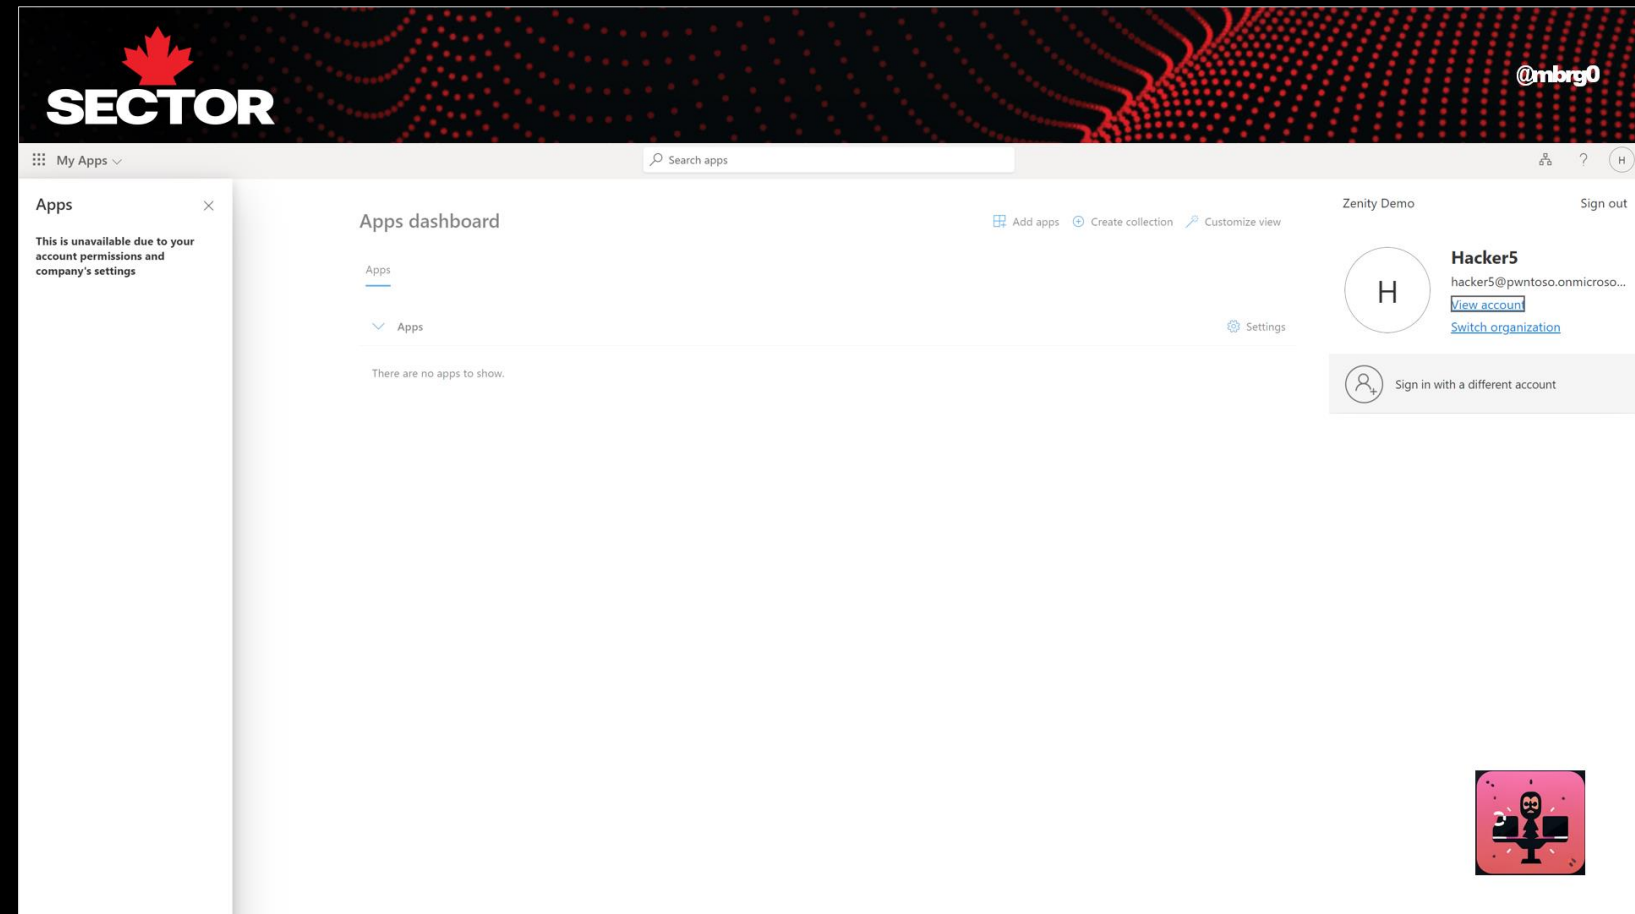 SECTOR
@mbrg0
My Apps
Search apps
?
H
Apps
This is unavailable due to your
account permissions and
company's settings
Apps dashboard
Add apps
Create collection
Customize view
Apps
Apps
Settings
There are no apps to show.
Zenity Demo
Sign out
H
Hacker5
hacker5@pwntoso.onmicroso...
View account
Switch organization
Sign in with a different account